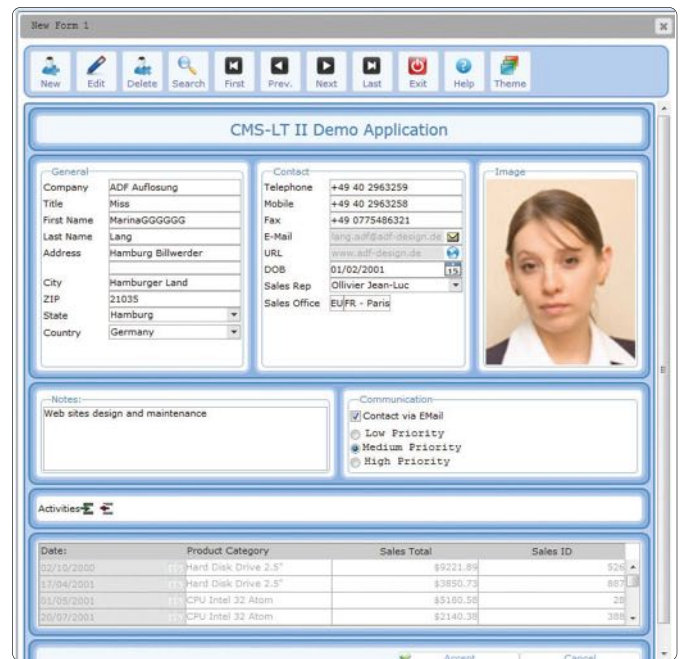 New Form 1
New Edit Delete Search First Prev. Next Last Exit Help Theme
CMS-LT II Demo Application
General
Company ADF Auflosung
Title Miss
First Name MarinaGGGGGG
Last Name Lang
Address Hamburg Billwerder
City Hamburger Land
ZIP 21035
State Hamburg
Country Germany
Contact
Telephone +49 40 2963259
Mobile +49 40 2963258
Fax +49 0775486321
E-Mail lang.adf@adf-design.de
URL www.adf-design.de
DOB 01/02/2001 15
Sales Rep Ollivier Jean-Luc
Sales Office EU FR - Paris
Image
Notes:
Web sites design and maintenance
Communication
Contact via EMail
Low Priority
Medium Priority
High Priority
Activities
Date: Product Category Sales Total Sales ID
02/10/2000 Hard Disk Drive 2.5" $9221.89 526
17/04/2001 Hard Disk Drive 2.5" $3850.73 887
01/09/2001 CPU Intel 32 Atom $5160.58 28
20/07/2001 CPU Intel 32 Atom $2140.38 388
Accept Cancel